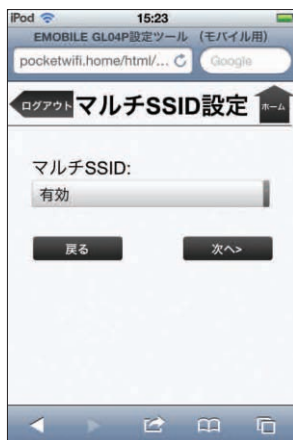 iPod 15:23
EMOBILE GL04P設定ツール （モバイル用）
pocketwifi.home/html/... Google
ログアウト マルチSSID設定 ホーム
マルチSSID:
有効
戻る 次へ>